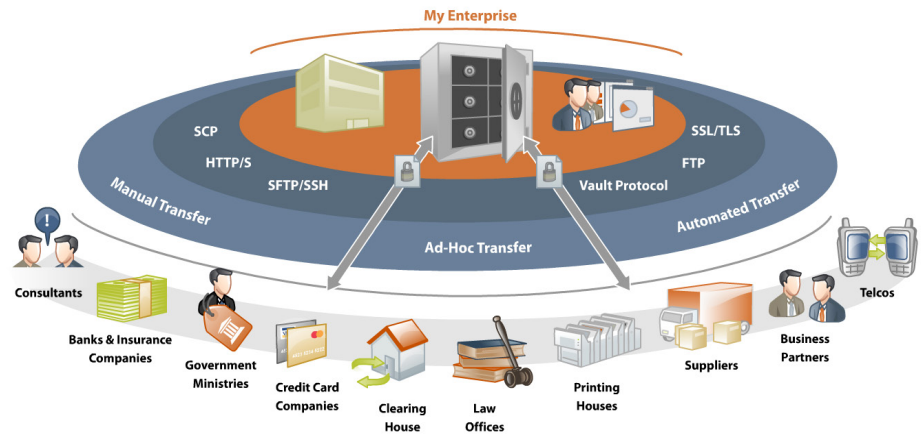 My Enterprise
SCP
SSL/TLS
HTTP/S
FTP
SFTP/SSH
Vault Protocol
Manual Transfer
Ad-Hoc Transfer
Automated Transfer
Consultants
Banks & Insurance
Companies
Government
Ministries
Credit Card
Companies
Clearing
House
Law
Offices
Printing
Houses
Suppliers
Business
Partners
Telcos